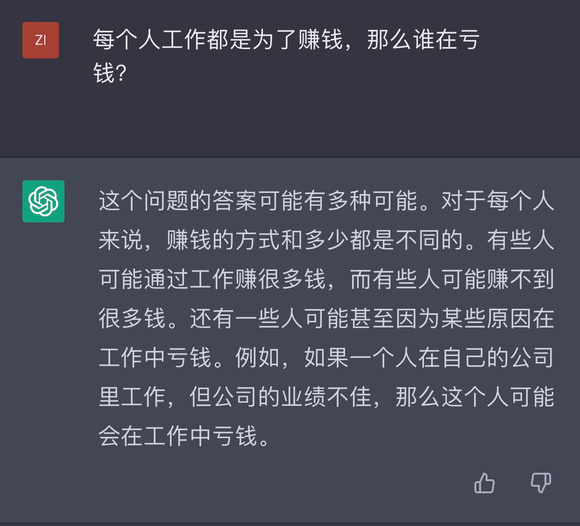 ZI
每个人工作都是为了赚钱，那么谁在亏
钱？
这个问题的答案可能有多种可能。对于每个人
来说，赚钱的方式和多少都是不同的。有些人
可能通过工作赚很多钱，而有些人可能赚不到
很多钱。还有一些人可能甚至因为某些原因在
工作中亏钱。例如，如果一个人在自己的公司
里工作，但公司的业绩不佳，那么这个人可能
会在工作中亏钱。